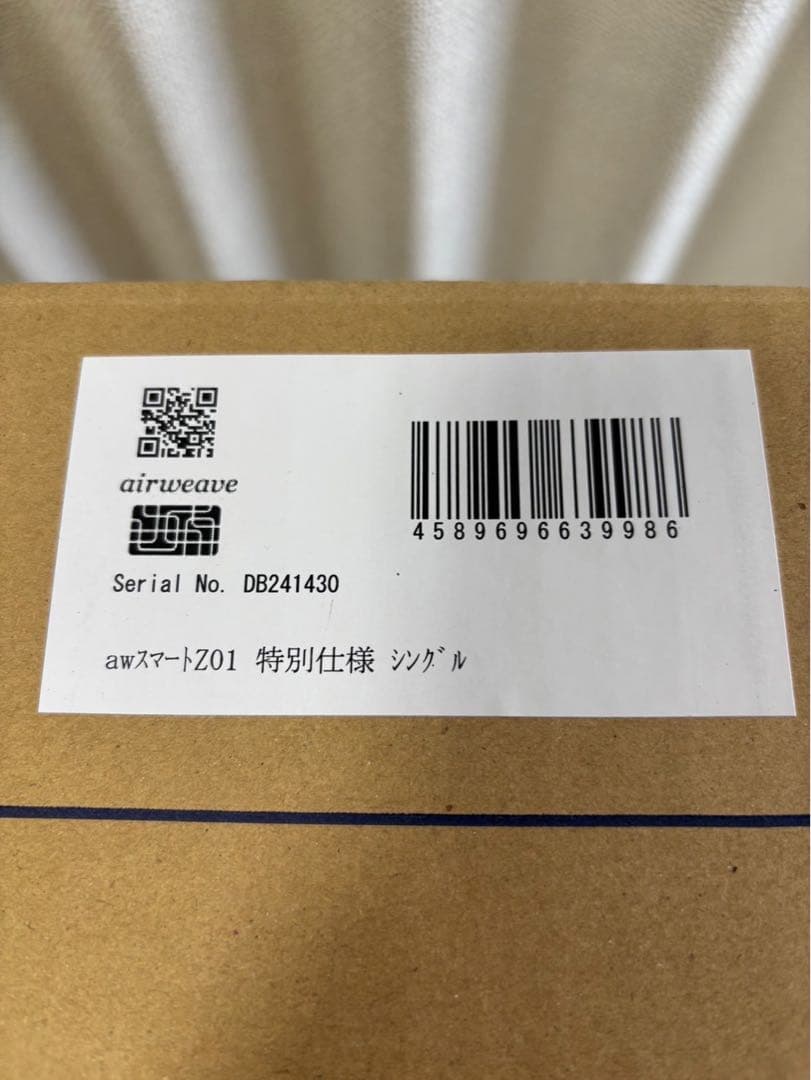 airweave
4589696639986
Serial No. DB241430
awｽﾏｰﾄZ01 特別仕様 ｼﾝｸﾞﾙ